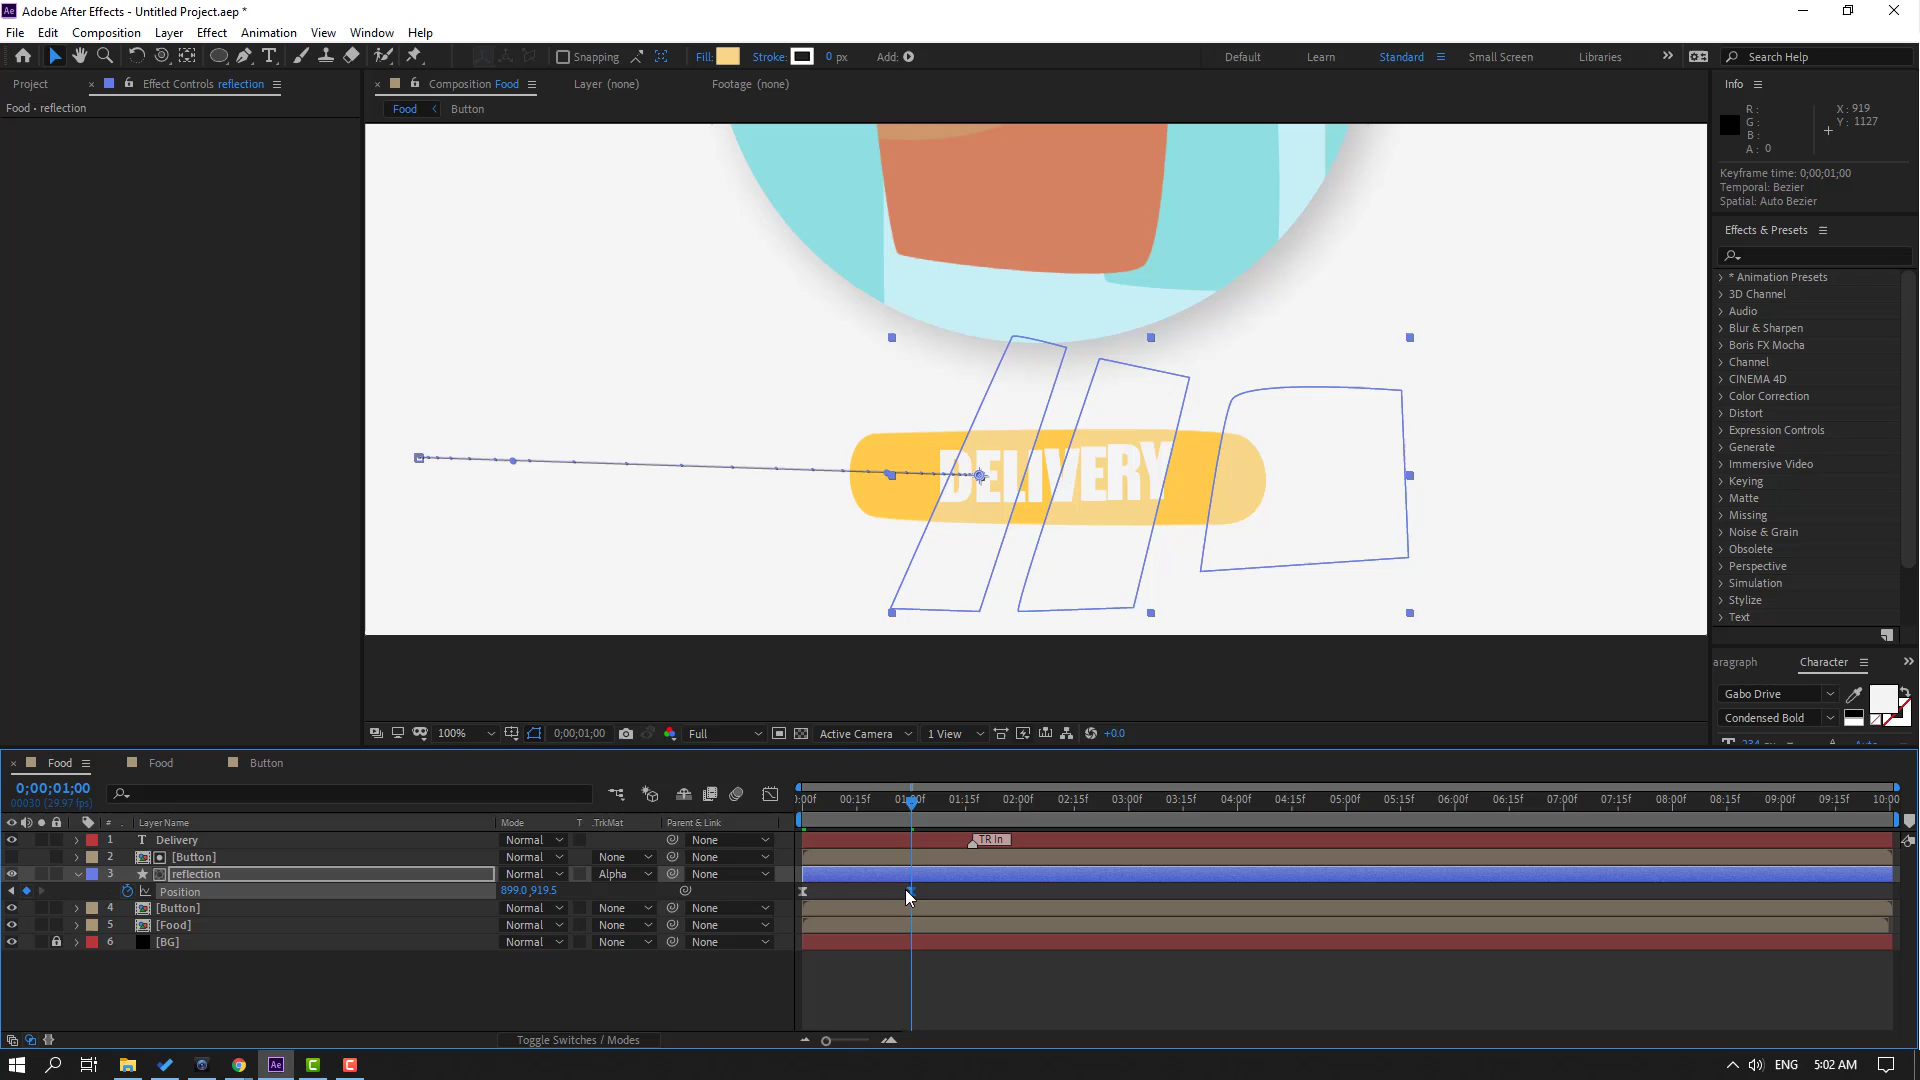 Adobe After Effects - Untitled Project.aep *
File Edit Composition Layer Effect Animation View Window Help
Snapping Fill: Stroke: 0 px Add: Default Learn Standard Small Screen Libraries Search Help
Project Effect Controls reflection Composition Food Layer (none) Footage (none) Info
Food • reflection
Food Button
R : X : 919
G : Y : 1127
B :
A : 0
Keyframe time: 0;00;01;00
Temporal: Bezier
Spatial: Auto Bezier
Effects & Presets
* Animation Presets
3D Channel
Audio
Blur & Sharpen
Boris FX Mocha
Channel
CINEMA 4D
Color Correction
Distort
Expression Controls
Generate
Immersive Video
Keying
Matte
Missing
Noise & Grain
Obsolete
Perspective
Simulation
Stylize
Text
DELIVERY
aragraph Character
Gabo Drive
Condensed Bold
100% 0;00;01;00 Full Active Camera 1 View +0.0
Food Food Button
0;00;01;00
00030 (29.97 fps)
:00f 00:15f 01:00f 01:15f 02:00f 02:15f 03:00f 03:15f 04:00f 04:15f 05:00f 05:15f 06:00f 06:15f 07:00f 07:15f 08:00f 08:15f 09:00f 09:15f 10:00
# Layer Name Mode T .TrkMat Parent & Link
1 T Delivery Normal None TR in
2 [Button] Normal None None
3 reflection Normal Alpha None
Position 899.0,919.5
4 [Button] Normal None None
5 [Food] Normal None None
6 [BG] Normal None None
Toggle Switches / Modes
Ae ENG 5:02 AM